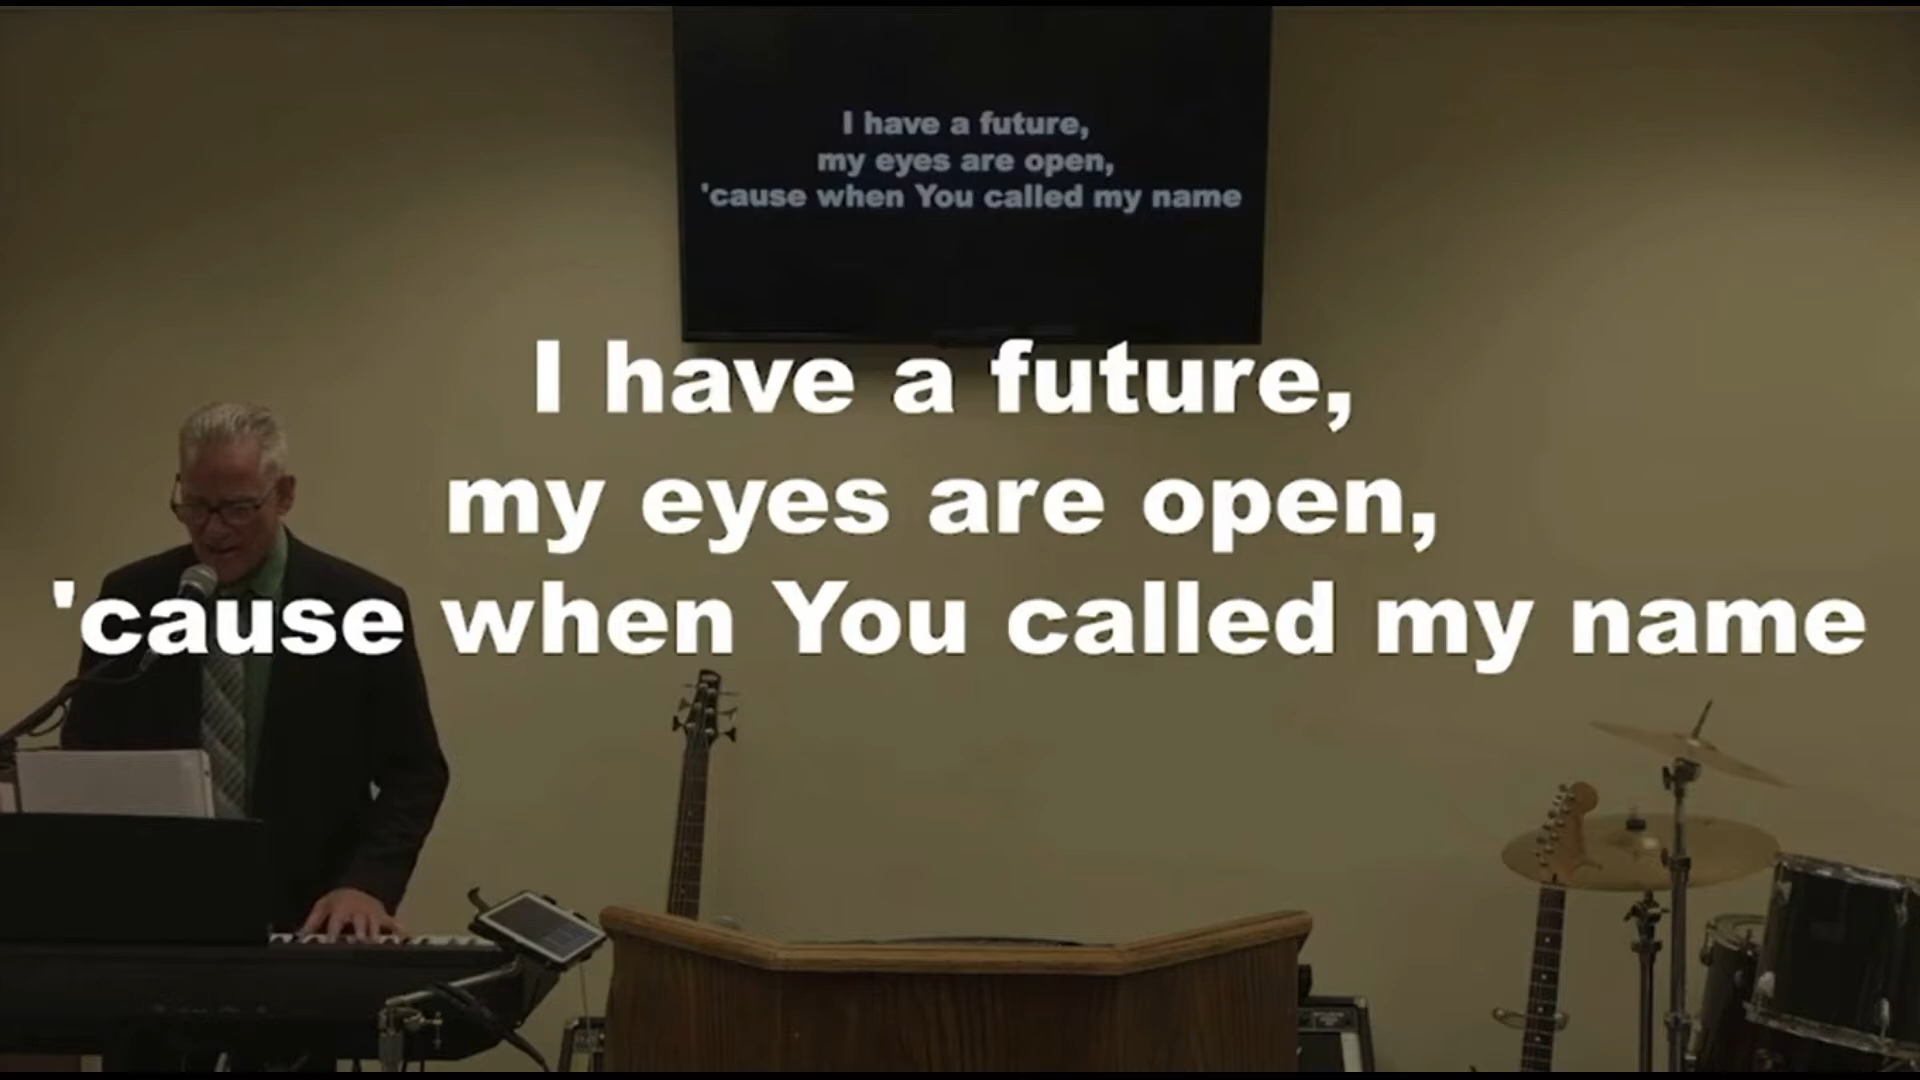 I have a future,
my eyes are open,
'cause when You called my name
I have a future,
my eyes are open,
'cause when You called my name